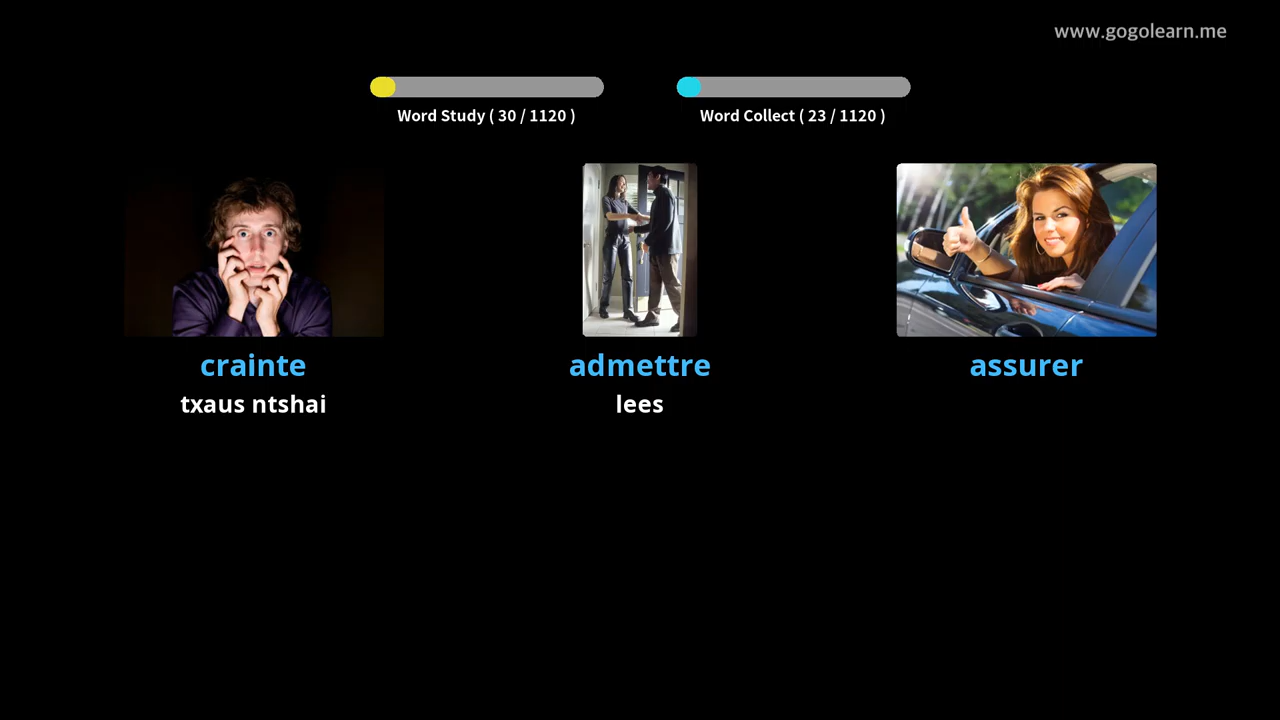 www.gogolearn.me
Word Study ( 30 / 1120 )
Word Collect ( 23 / 1120 )
crainte
admettre
assurer
txaus ntshai
lees